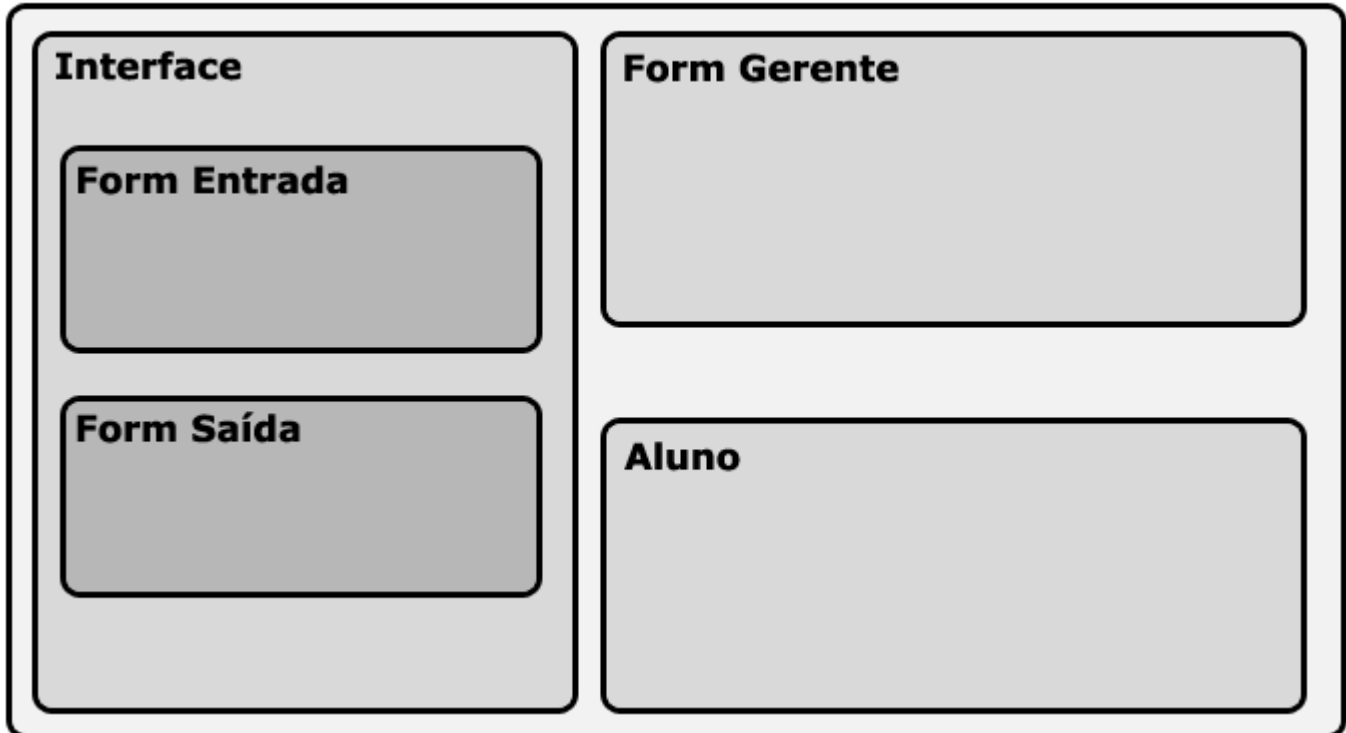 Interface
Form Entrada
Form Saída
Form Gerente
Aluno